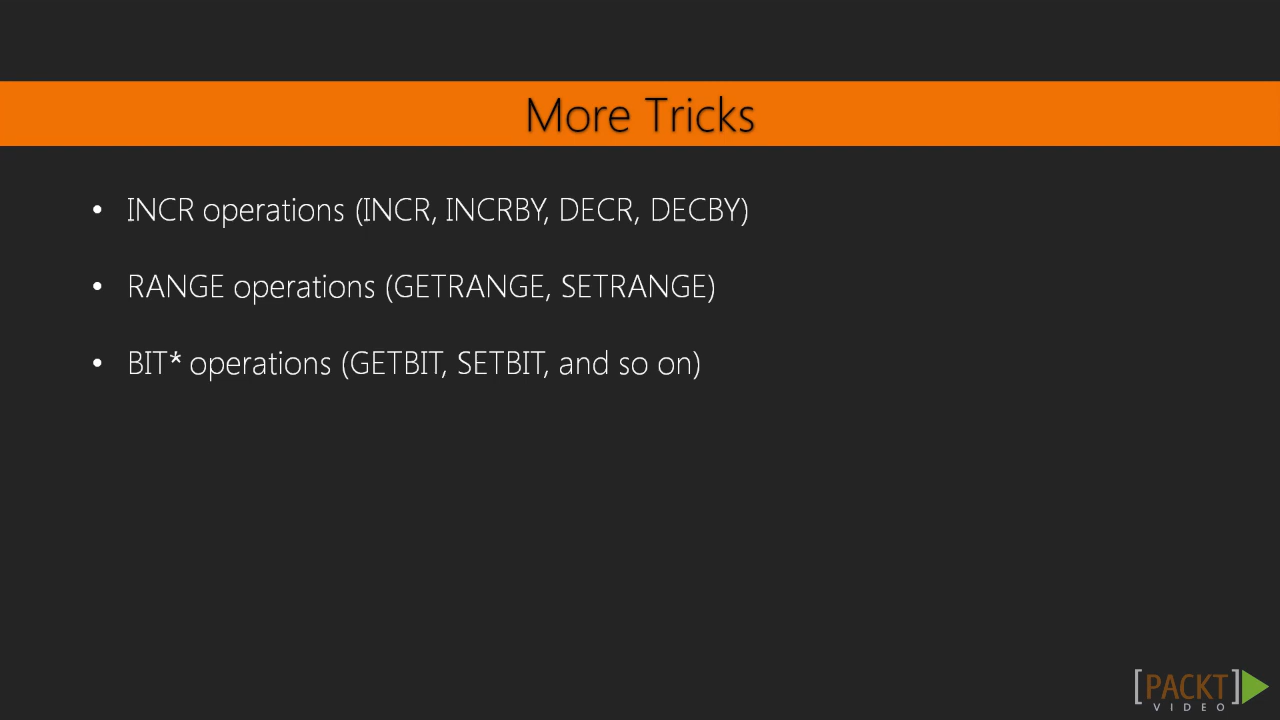 More Tricks
• INCR operations (INCR, INCRBY, DECR, DECBY)
• RANGE operations (GETRANGE, SETRANGE)
• BIT* operations (GETBIT, SETBIT, and so on)
[PACKT]
VIDEO